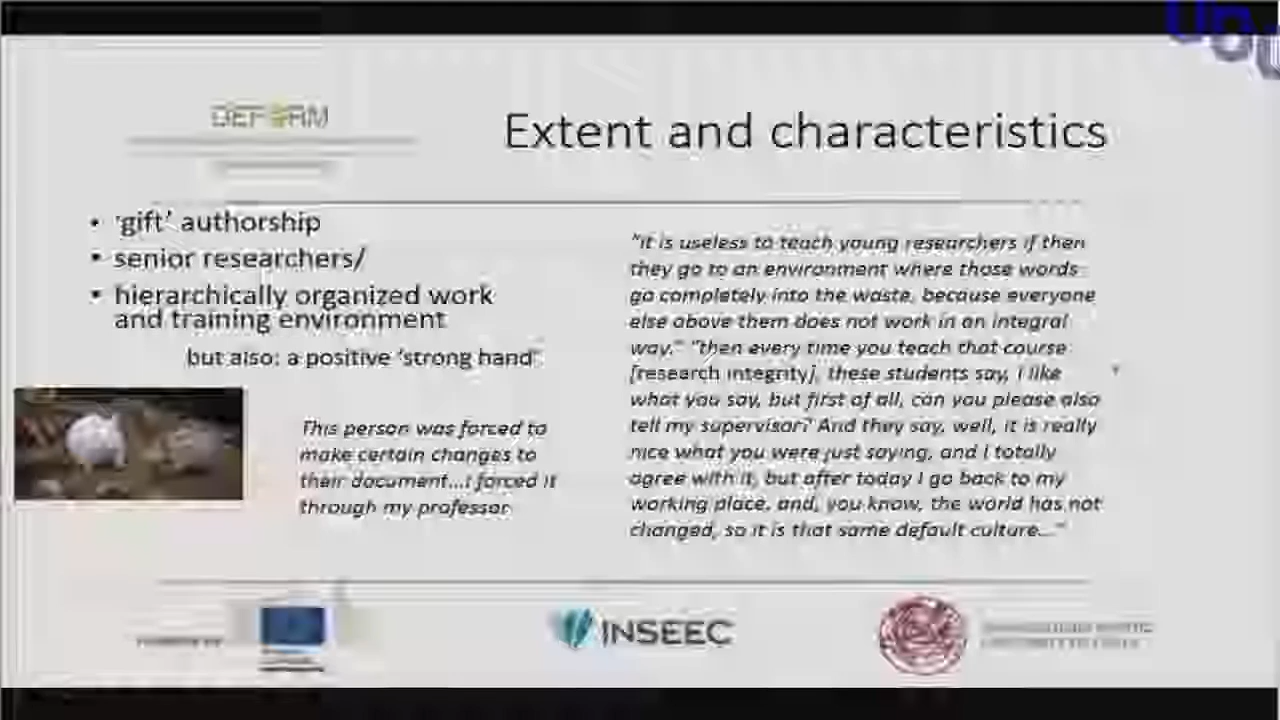 DEFORM
Extent and characteristics
• 'gift' authorship
• senior researchers/
• hierarchically organized work
and training environment
but also: a positive 'strong hand'
This person was forced to
make certain changes to
their document...I forced it
through my professor
"It is useless to teach young researchers if then
they go to an environment where those words
go completely into the waste, because everyone
else above them does not work in an integral
way." "then every time you teach that course
[research integrity], these students say, I like
what you say, but first of all, can you please also
tell my supervisor? And they say, well, it is really
nice what you were just saying, and I totally
agree with it, but after today I go back to my
working place, and, you know, the world has not
changed, so it is that same default culture..."
INSEEC